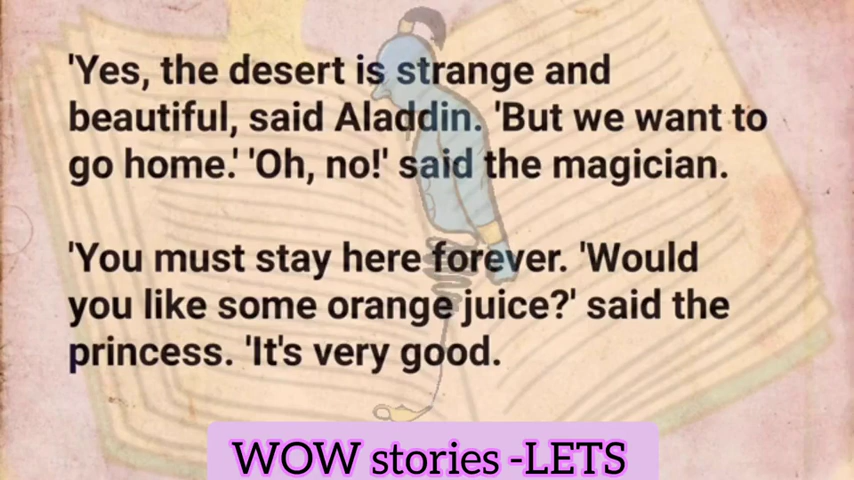 'Yes, the desert is strange and
beautiful, said Aladdin. 'But we want to
go home.' 'Oh, no!' said the magician.
'You must stay here forever. 'Would
you like some orange juice?' said the
princess. 'It's very good.
WOW stories -LETS